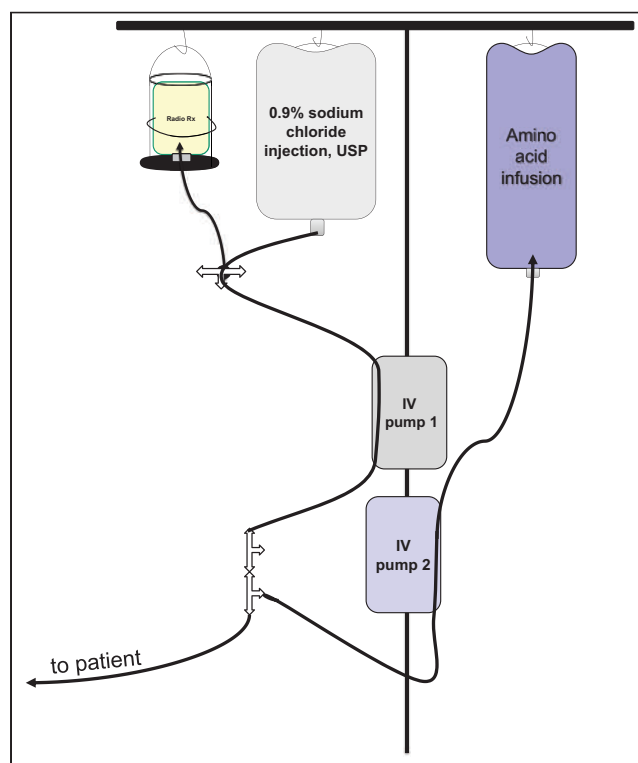 Radio Rx
0.9% sodium
chloride
injection, USP
Amino
acid
infusion
IV
pump 1
IV
pump 2
to patient